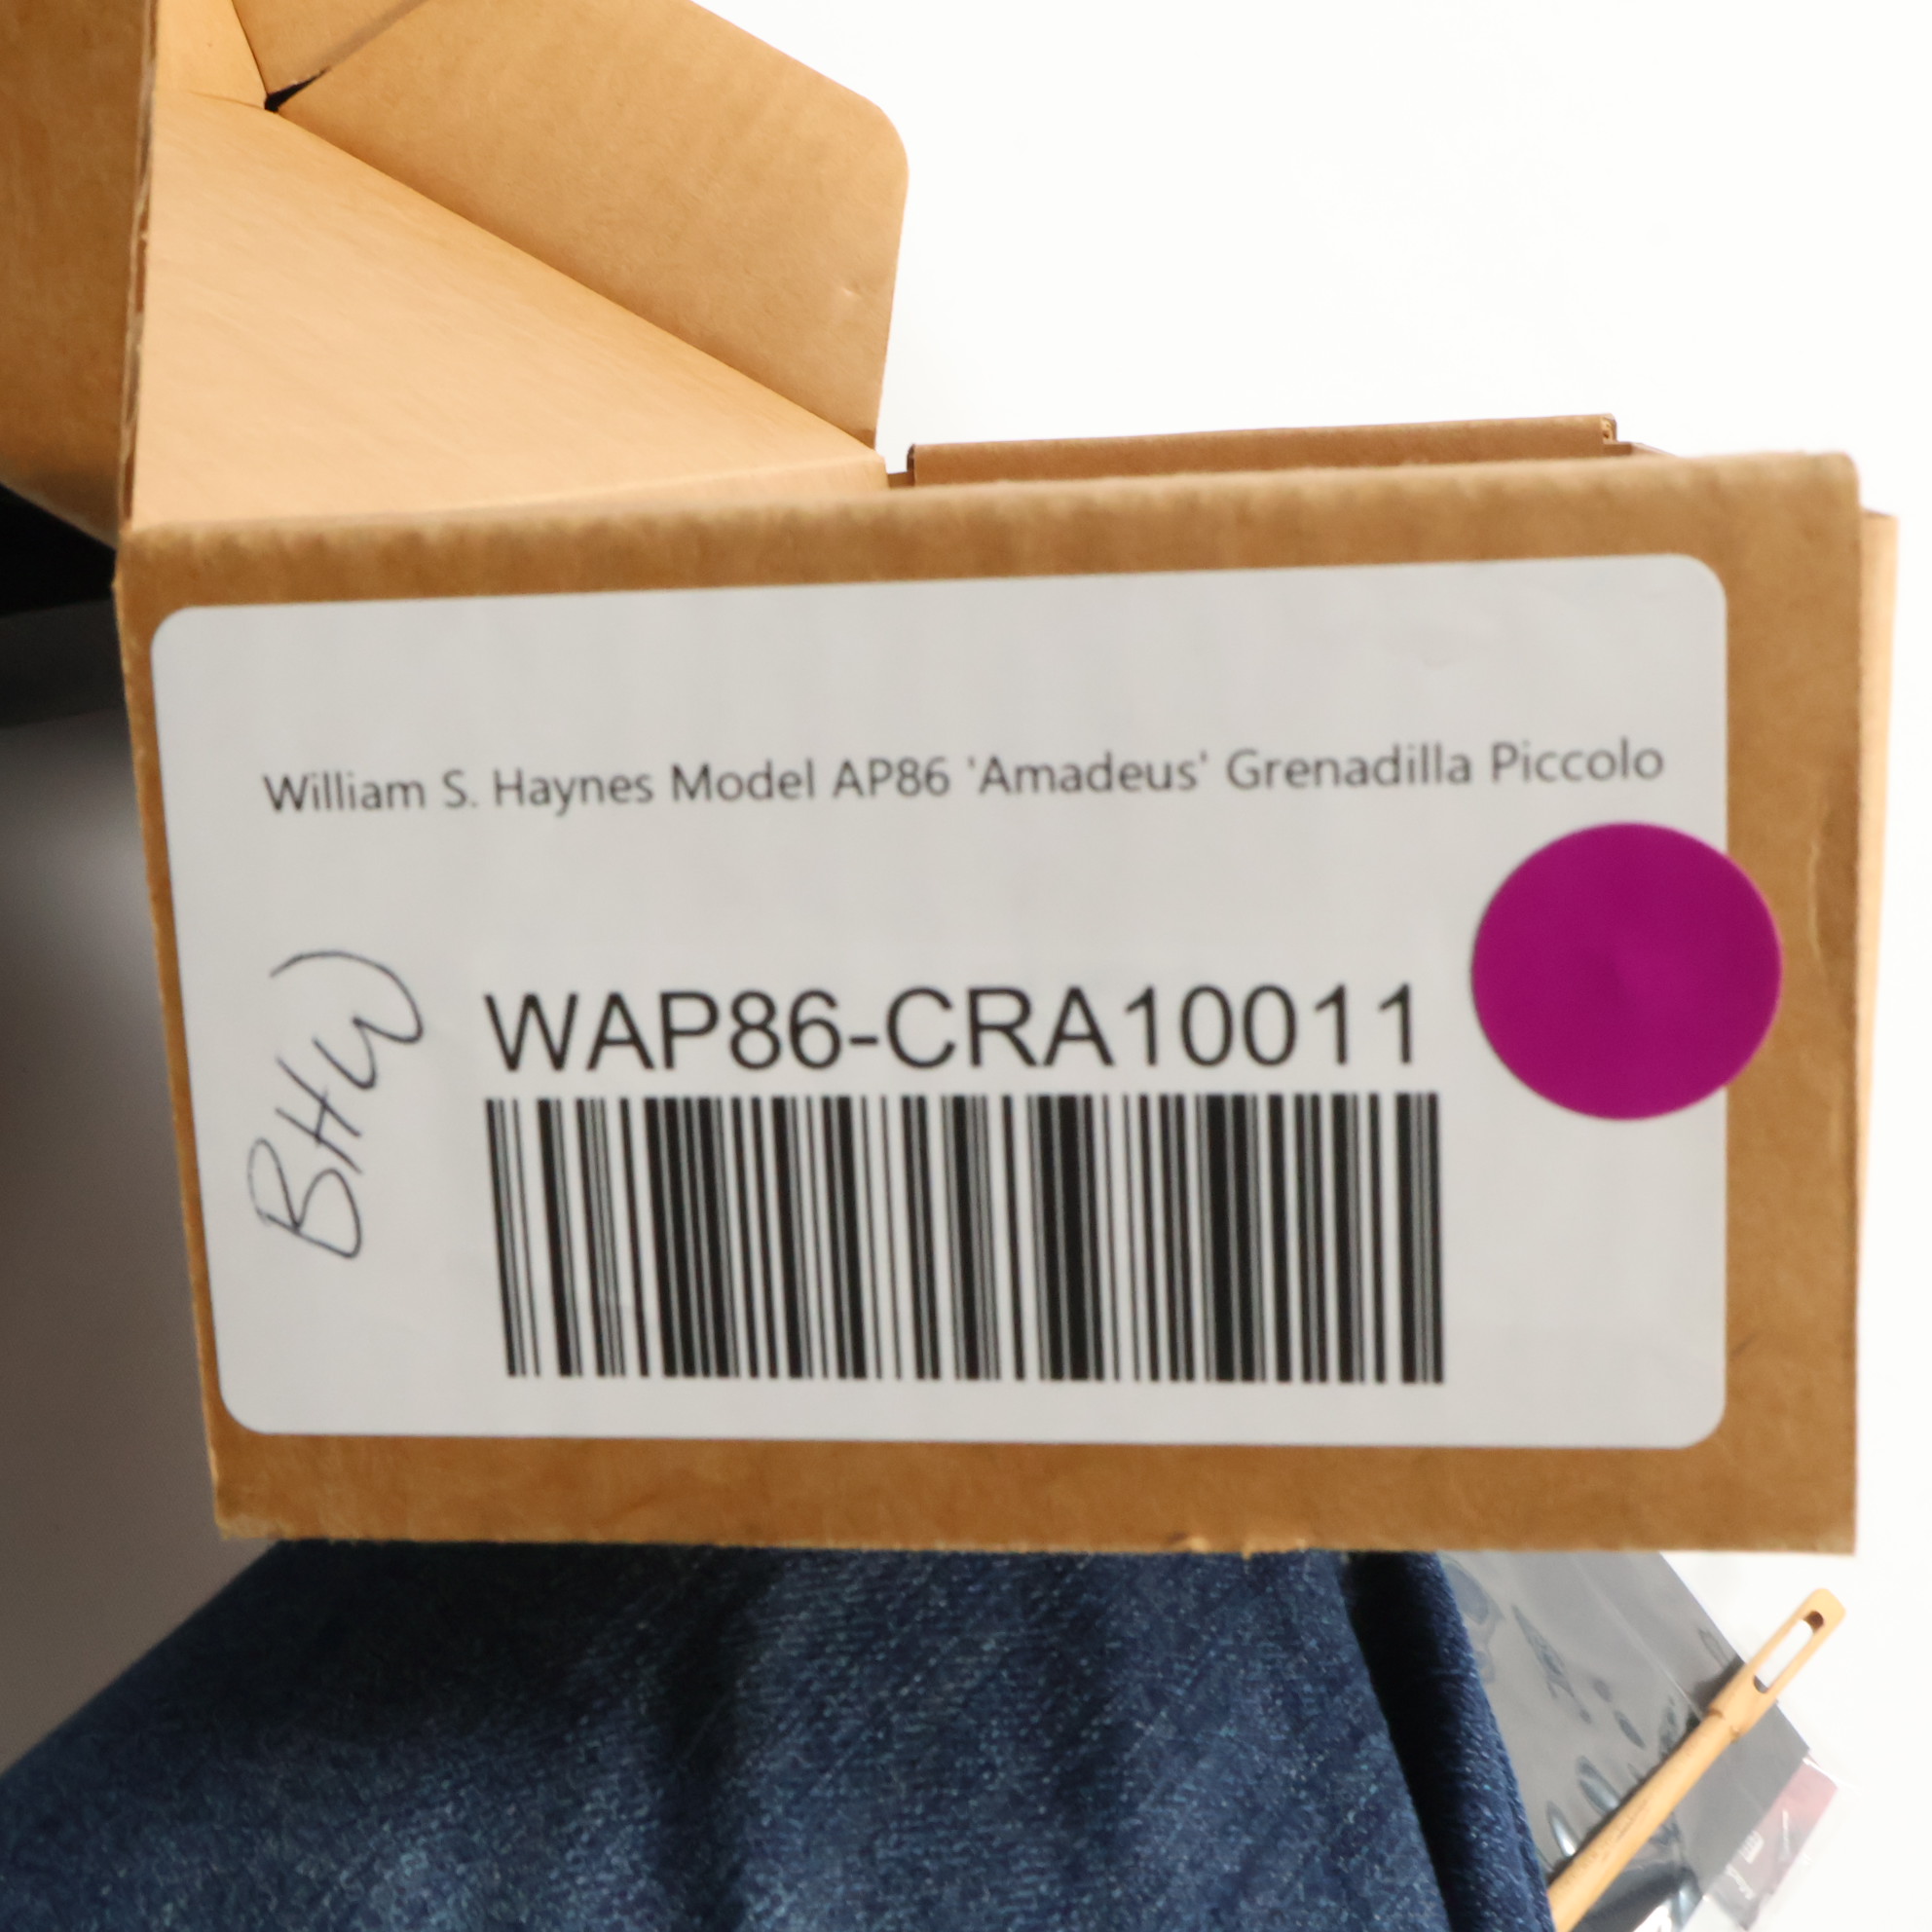 William S. Haynes Model AP86 'Amadeus' Grenadilla Piccolo
BHW
WAP86-CRA10011